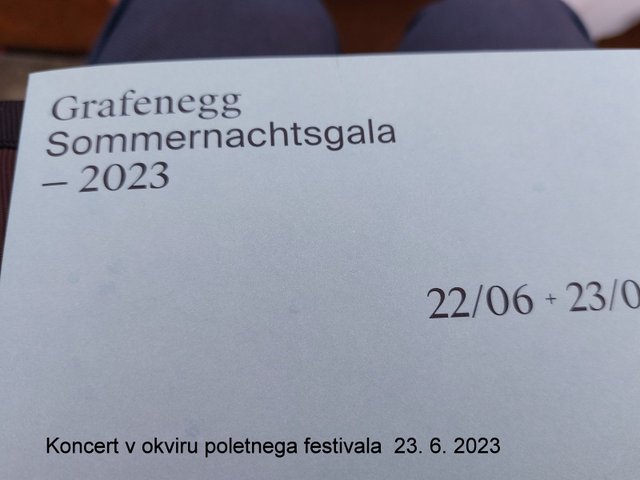 Grafenegg
Sommernachtsgala
– 2023
22/06 + 23/0
Koncert v okviru poletnega festivala 23. 6. 2023